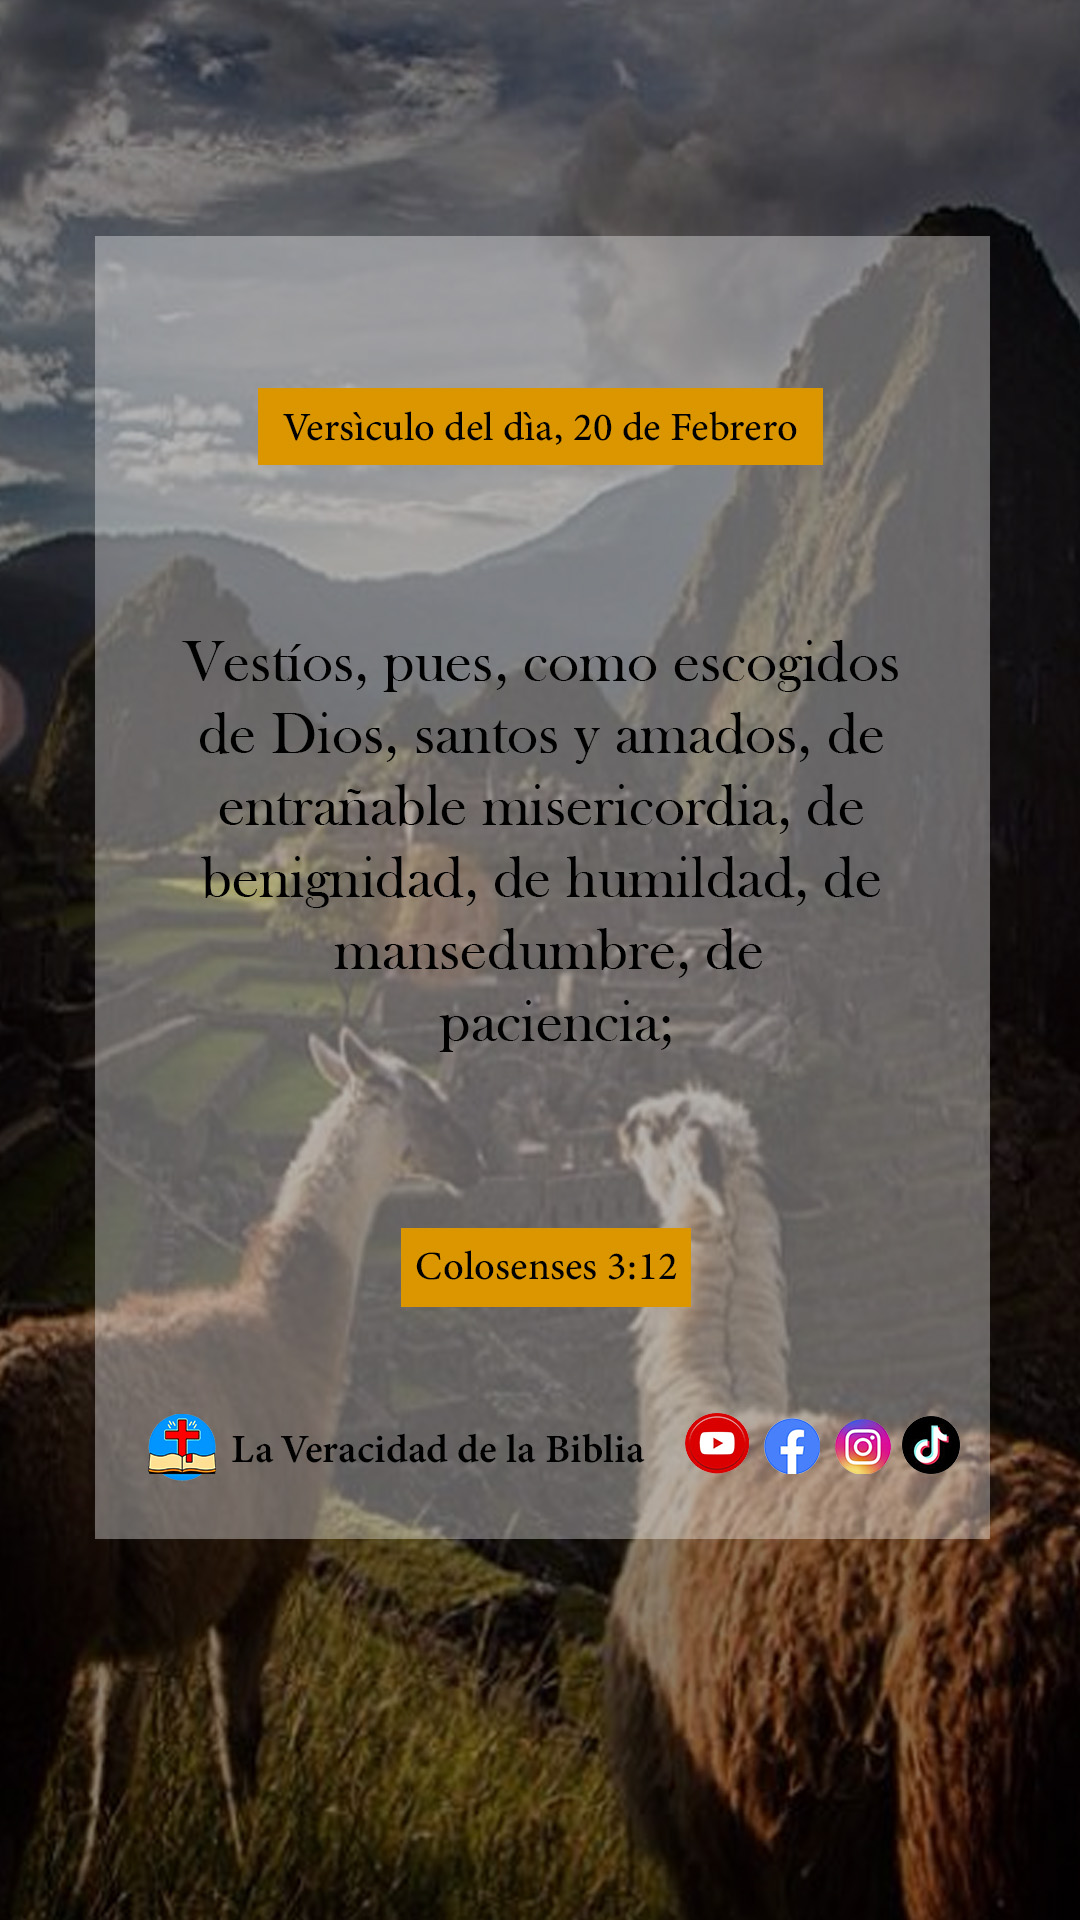 Versìculo del dìa, 20 de Febrero
Vestíos, pues, como escogidos
de Dios, santos y amados, de
entrañable misericordia, de
benignidad, de humildad, de
mansedumbre, de
paciencia;
Colosenses 3:12
La Veracidad de la Biblia